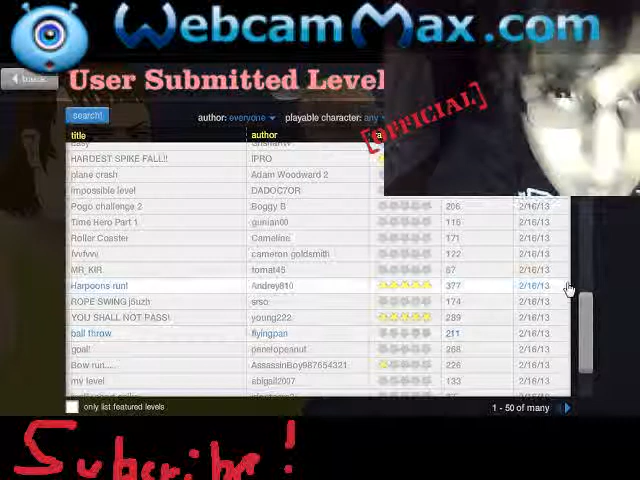 WebcamMax.com
back
User Submitted Level
[OFFICIAL]
search!
author: everyone playable character: any
title author
HARDEST SPIKE FALL!! IPRO
plane crash Adam Woodward 2
impossible level DADOC7OR
Pogo challenge 2 Boggy B 206 2/16/13
Time Hero Part 1 gunian00 116 2/16/13
Roller Coaster Cameline 171 2/16/13
fvvfvvi cameron goldsmith 122 2/16/13
MR_KIR tomat45 67 2/16/13
Harpoons run! Andrey810 377 2/16/13
ROPE SWING j5uzh srso 174 2/16/13
YOU SHALL NOT PASS! young222 289 2/16/13
ball throw flyingpan 211 2/16/13
goal! penelopeanut 268 2/16/13
Bow run.... AssassinBoy987654321 226 2/16/13
my level abigail2007 133 2/16/13
only list featured levels 1 - 50 of many
Subscribe!